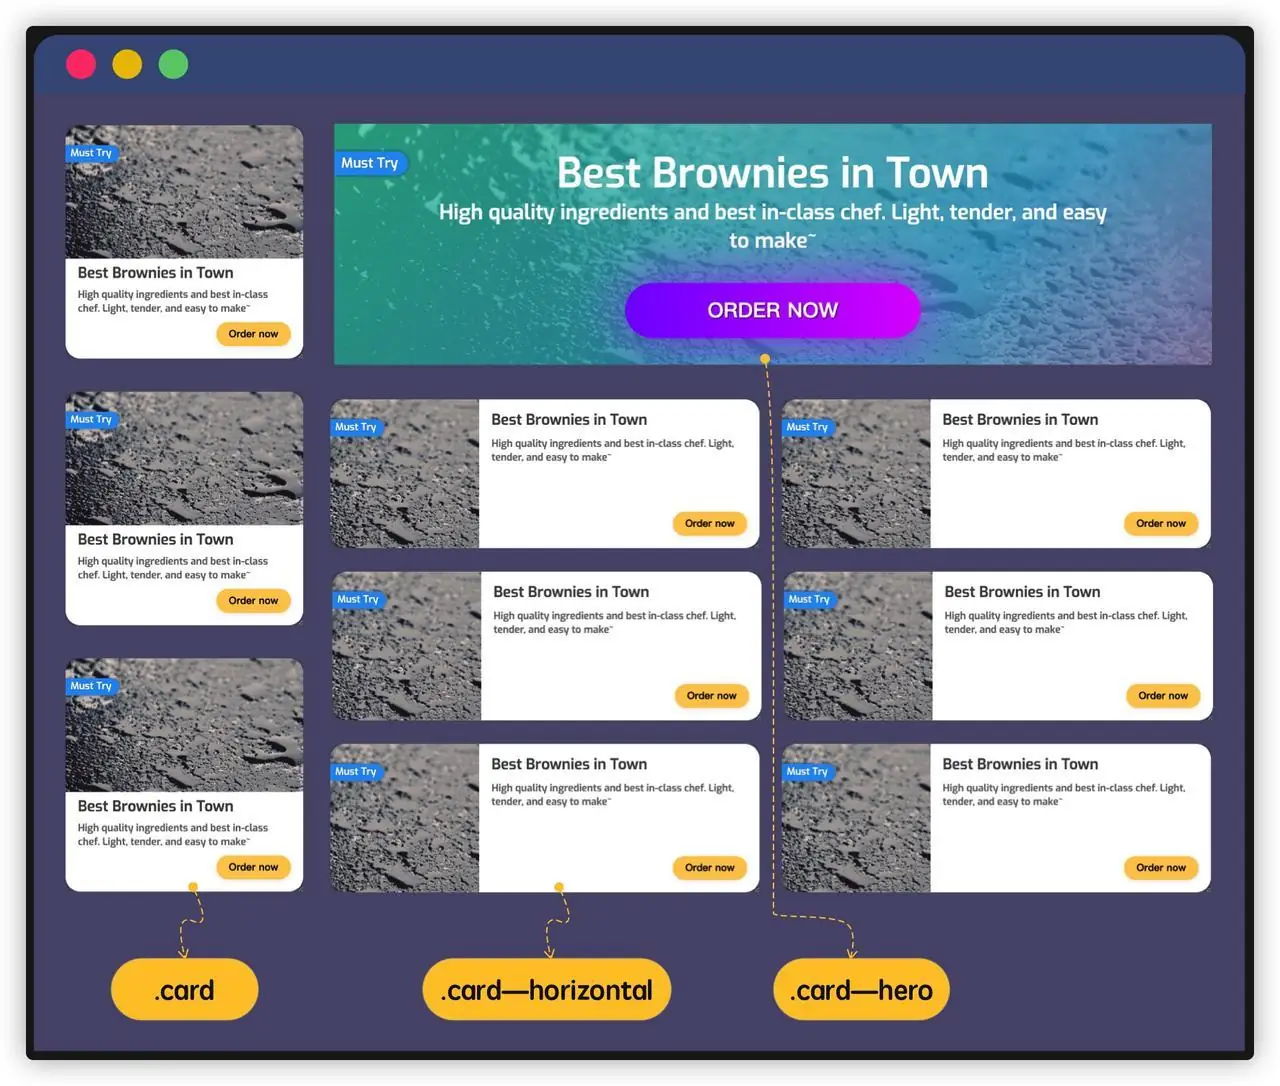 Must Try
Best Brownies in Town
High quality ingredients and best in-class
chef. Light, tender, and easy to make~
Order now
Must Try
Best Brownies in Town
High quality ingredients and best in-class
chef. Light, tender, and easy to make~
Order now
Must Try
Best Brownies in Town
High quality ingredients and best in-class
chef. Light, tender, and easy to make~
Order now
Must Try
Best Brownies in Town
High quality ingredients and best in-class chef. Light, tender, and easy
to make~
ORDER NOW
Must Try
Best Brownies in Town
High quality ingredients and best in-class chef. Light,
tender, and easy to make~
Order now
Must Try
Best Brownies in Town
High quality ingredients and best in-class chef. Light,
tender, and easy to make~
Order now
Must Try
Best Brownies in Town
High quality ingredients and best in-class chef. Light,
tender, and easy to make~
Order now
Must Try
Best Brownies in Town
High quality ingredients and best in-class chef. Light,
tender, and easy to make~
Order now
Must Try
Best Brownies in Town
High quality ingredients and best in-class chef. Light,
tender, and easy to make~
Order now
Must Try
Best Brownies in Town
High quality ingredients and best in-class chef. Light,
tender, and easy to make~
Order now
.card
.card—horizontal
.card—hero